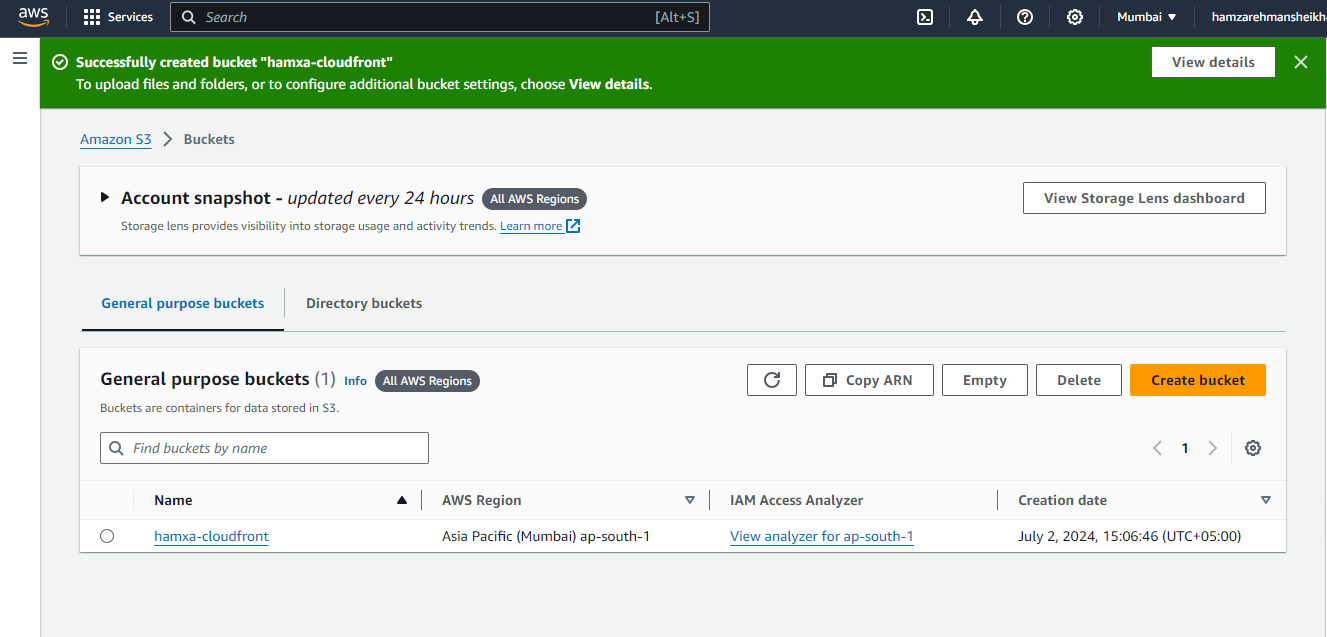 aws Services Search [Alt+S] Mumbai hamzarehmansheikh
Successfully created bucket "hamxa-cloudfront"
To upload files and folders, or to configure additional bucket settings, choose View details.
View details
Amazon S3 Buckets
Account snapshot - updated every 24 hours All AWS Regions
Storage lens provides visibility into storage usage and activity trends. Learn more
View Storage Lens dashboard
General purpose buckets Directory buckets
General purpose buckets (1) Info All AWS Regions
Buckets are containers for data stored in S3.
Copy ARN Empty Delete Create bucket
Find buckets by name
1
Name AWS Region IAM Access Analyzer Creation date
hamxa-cloudfront Asia Pacific (Mumbai) ap-south-1 View analyzer for ap-south-1 July 2, 2024, 15:06:46 (UTC+05:00)